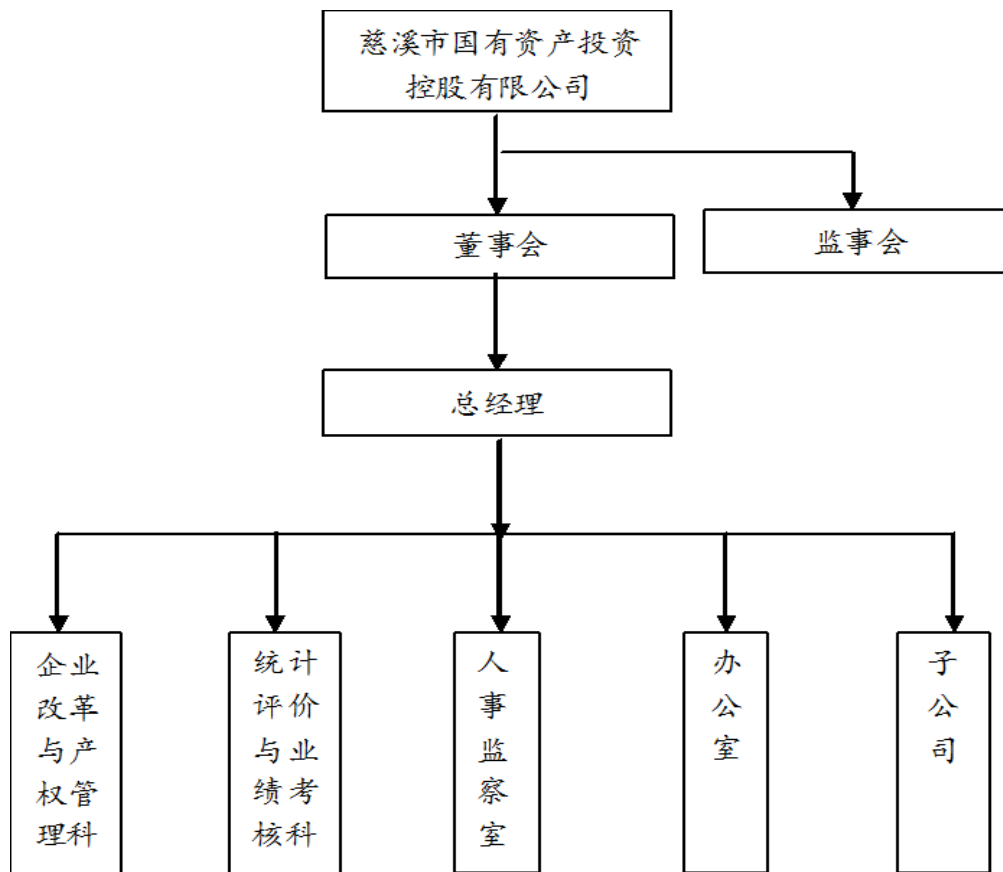 慈溪市国有资产投资
控股有限公司
董事会
监事会
总经理
企业
改革
与产
权管
理科
统计
评价
与业
绩考
核科
人
事
监
察
室
办
公
室
子
公
司